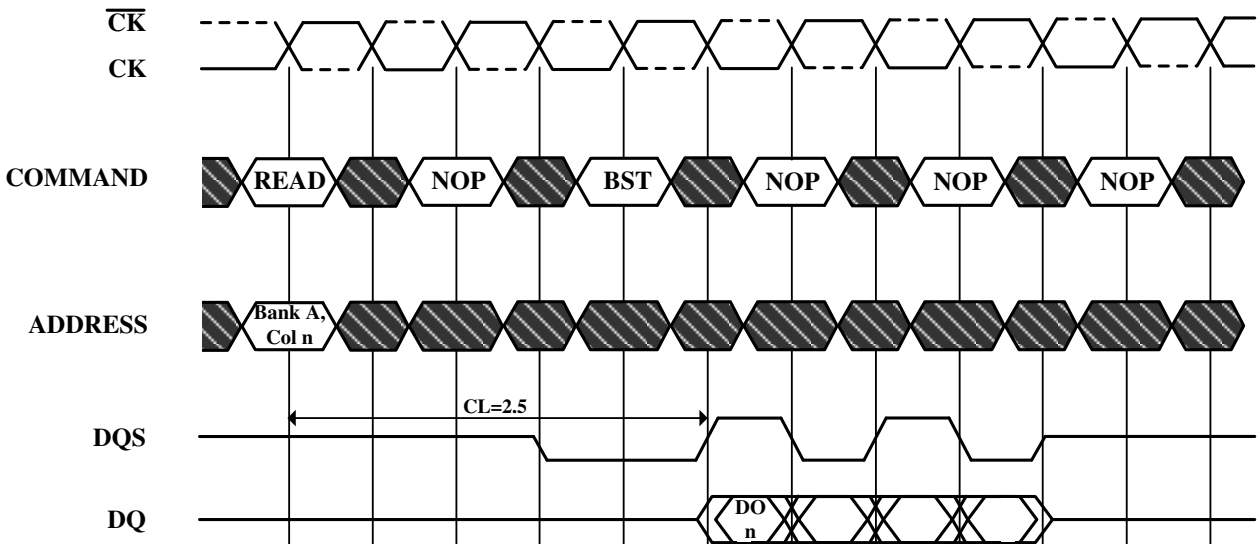 CK
CK
COMMAND READ NOP BST NOP NOP NOP
ADDRESS Bank A,
Col n
CL=2.5
DQS
DQ DO
n